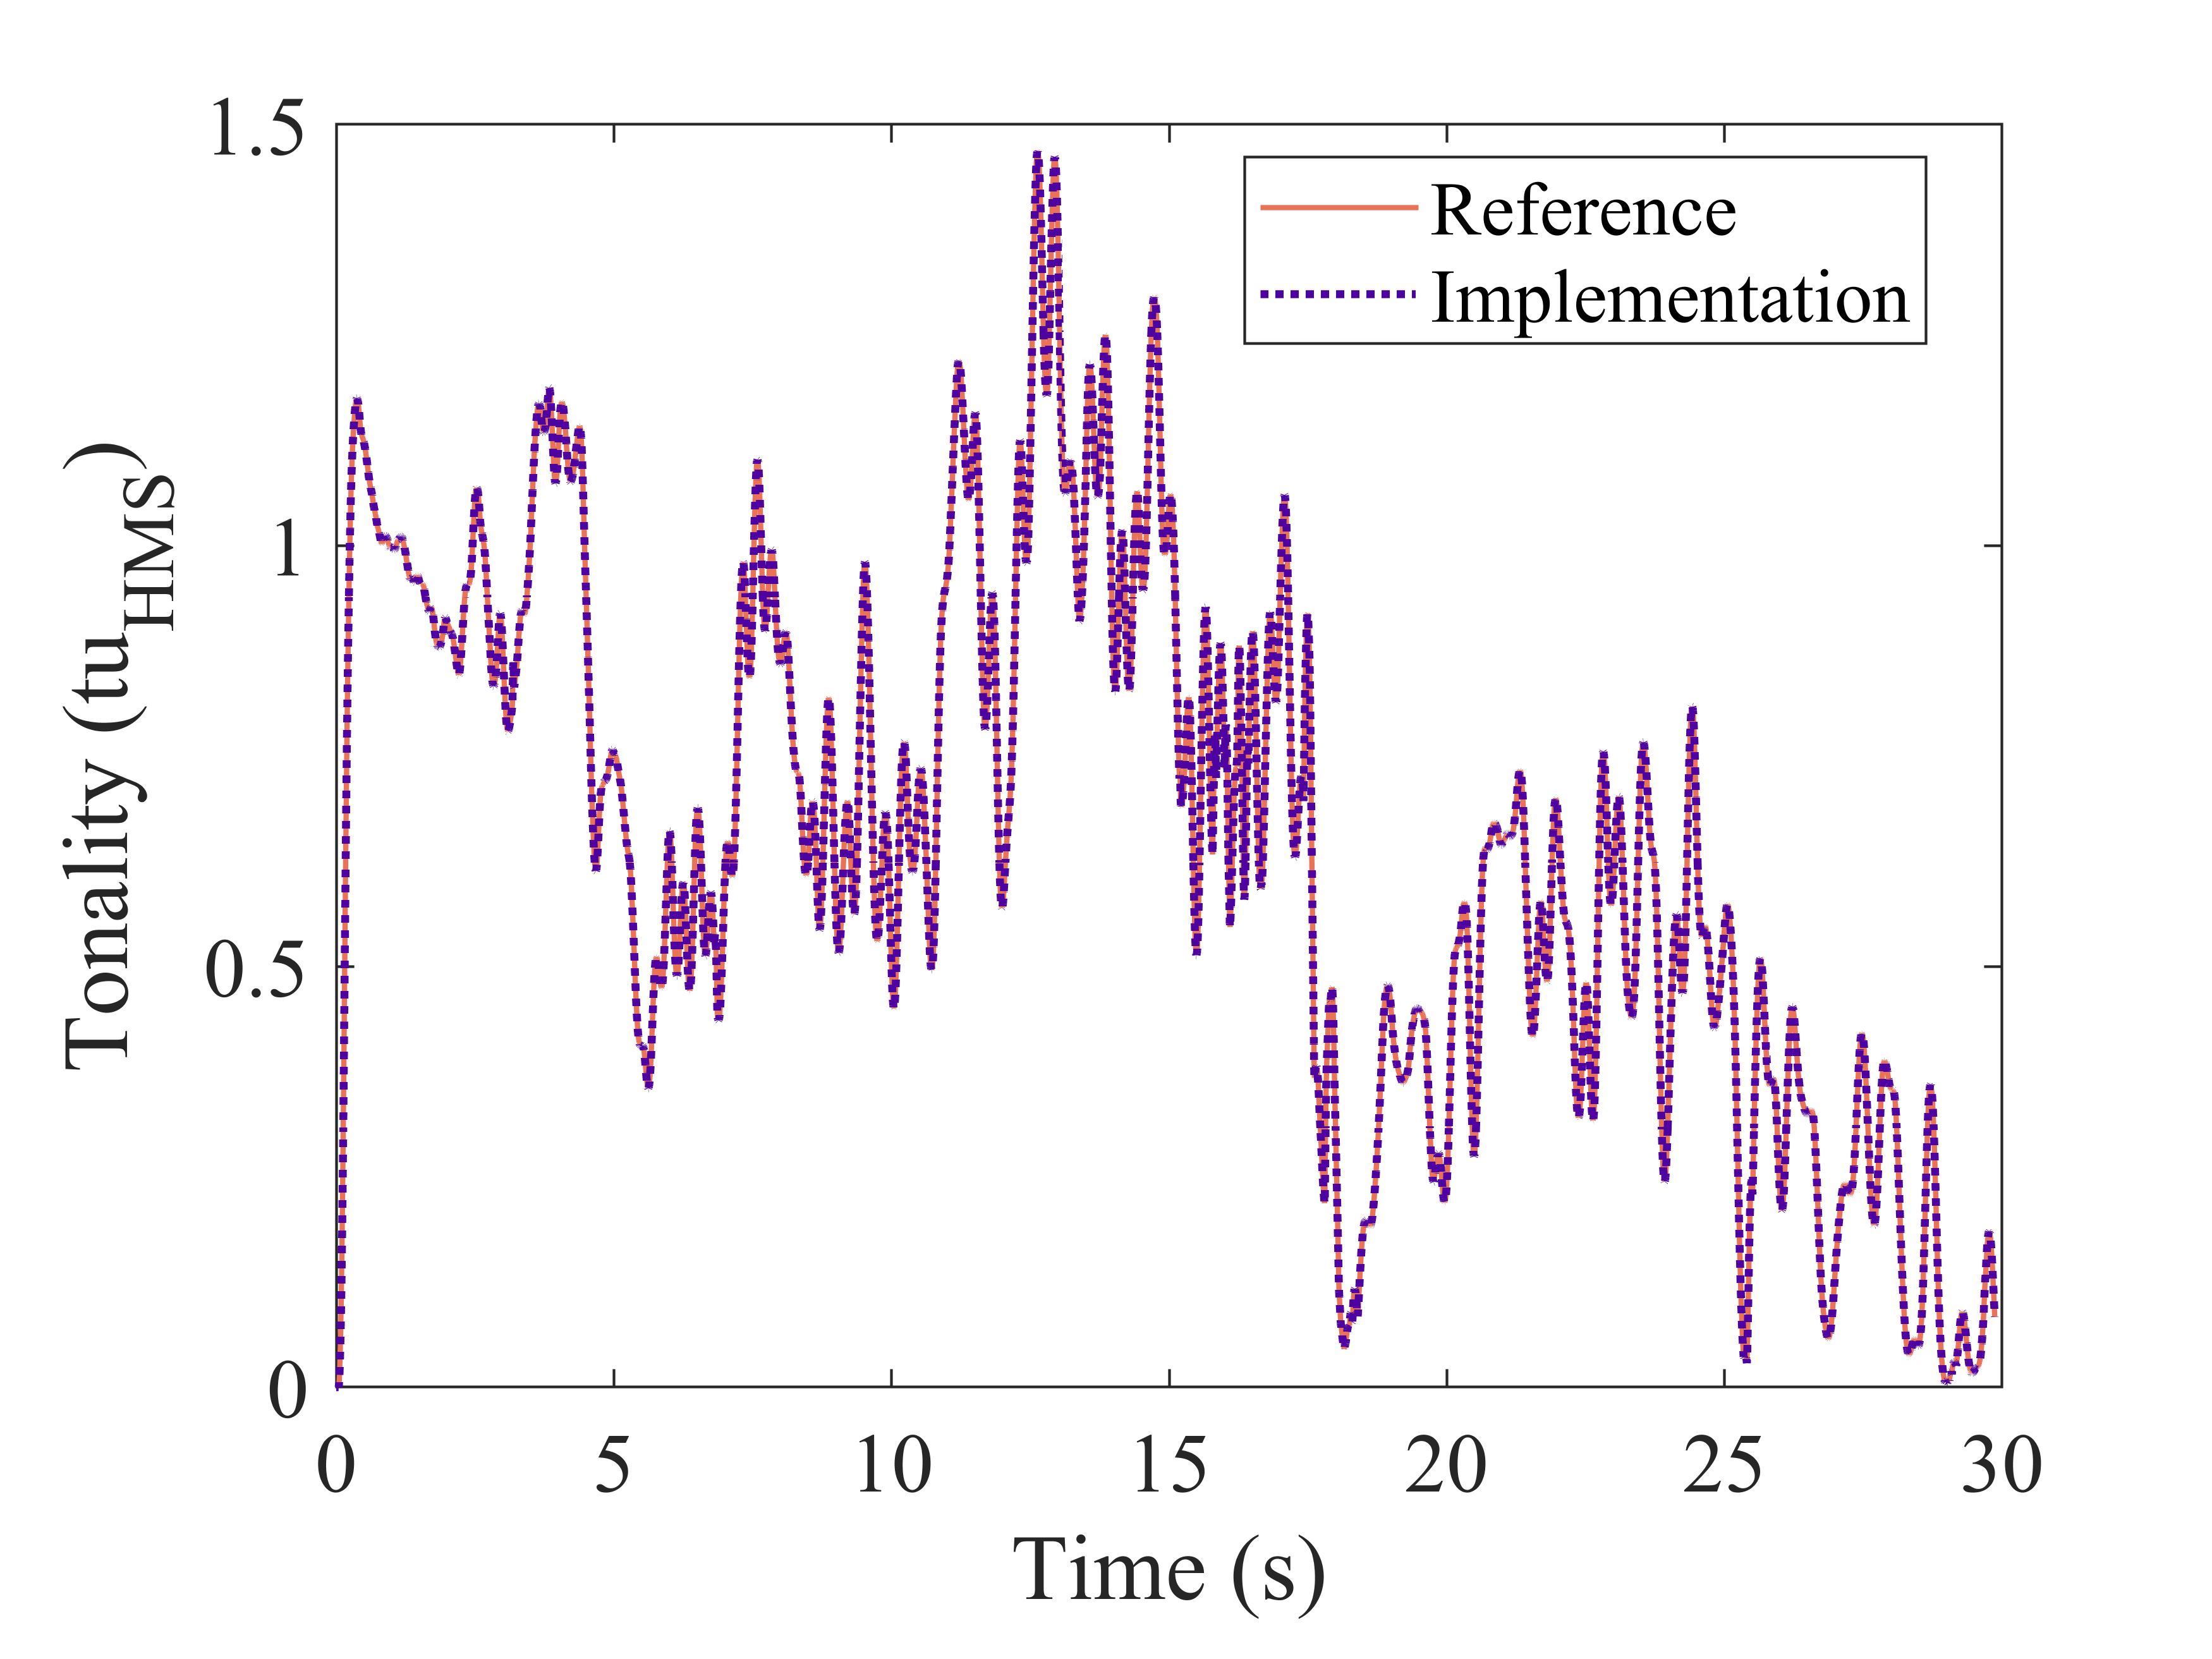 1.5
1
0.5
0
Tonality (tu_HMS)
Reference
Implementation
0 5 10 15 20 25 30
Time (s)